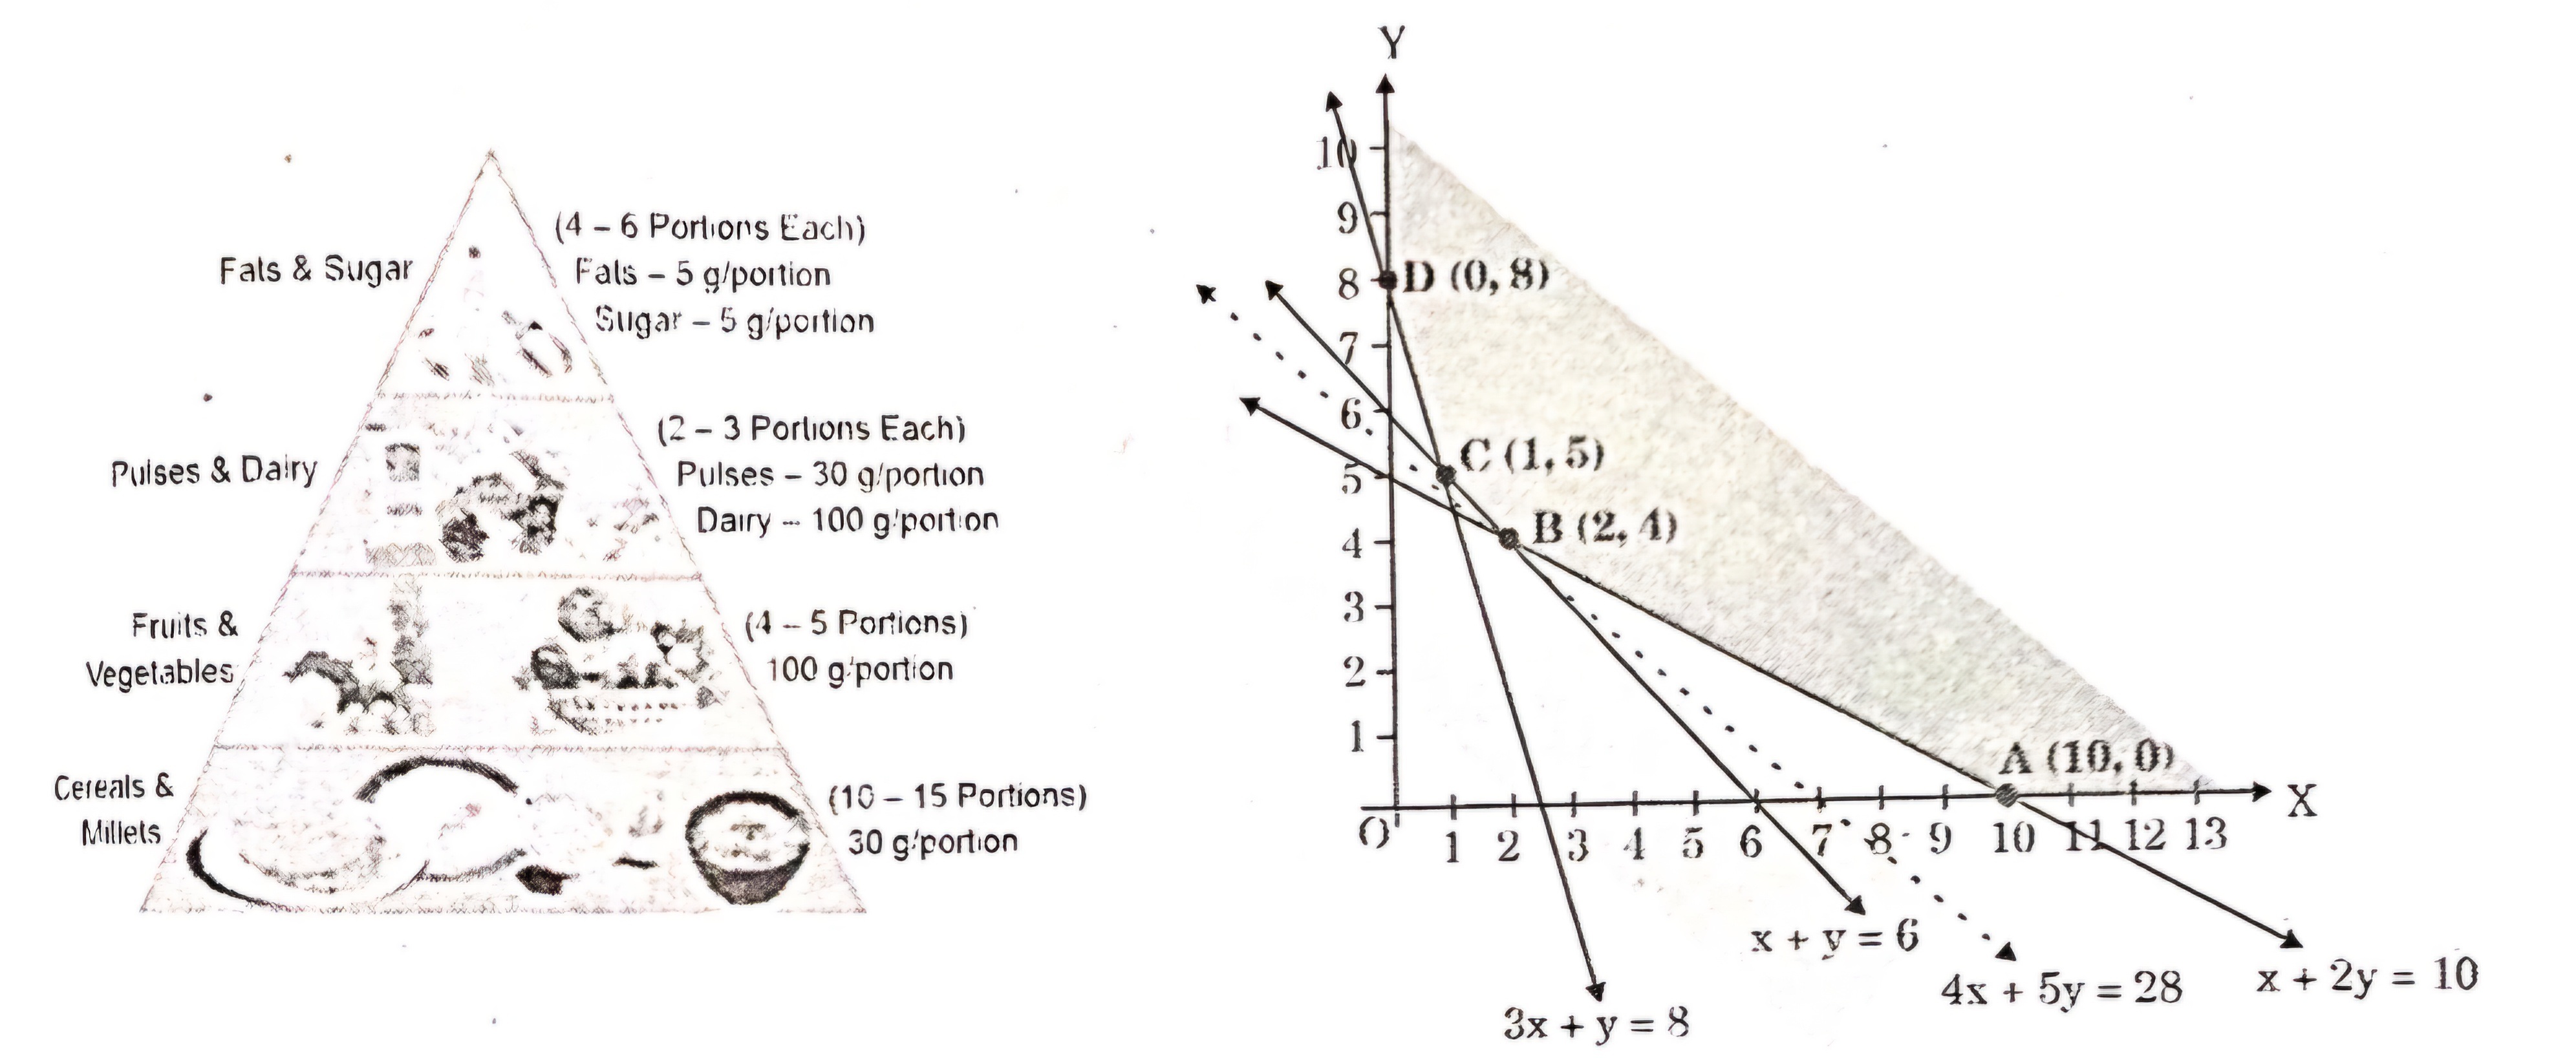 Fats & Sugar
(4 – 6 Portions Each)
Fats – 5 g/portion
Sugar – 5 g/portion
Pulses & Dairy
(2 – 3 Portions Each)
Pulses – 30 g/portion
Dairy – 100 g/portion
Fruits &
Vegetables
(4 – 5 Portions)
100 g/portion
Cereals &
Millets
(10 – 15 Portions)
30 g/portion
Y
10
9
8
7
6
5
4
3
2
1
D (0, 8)
C (1, 5)
B (2, 4)
A (10, 0)
X
O 1 2 3 4 5 6 7 8 9 10 11 12 13
x + y = 6
4x + 5y = 28
x + 2y = 10
3x + y = 8